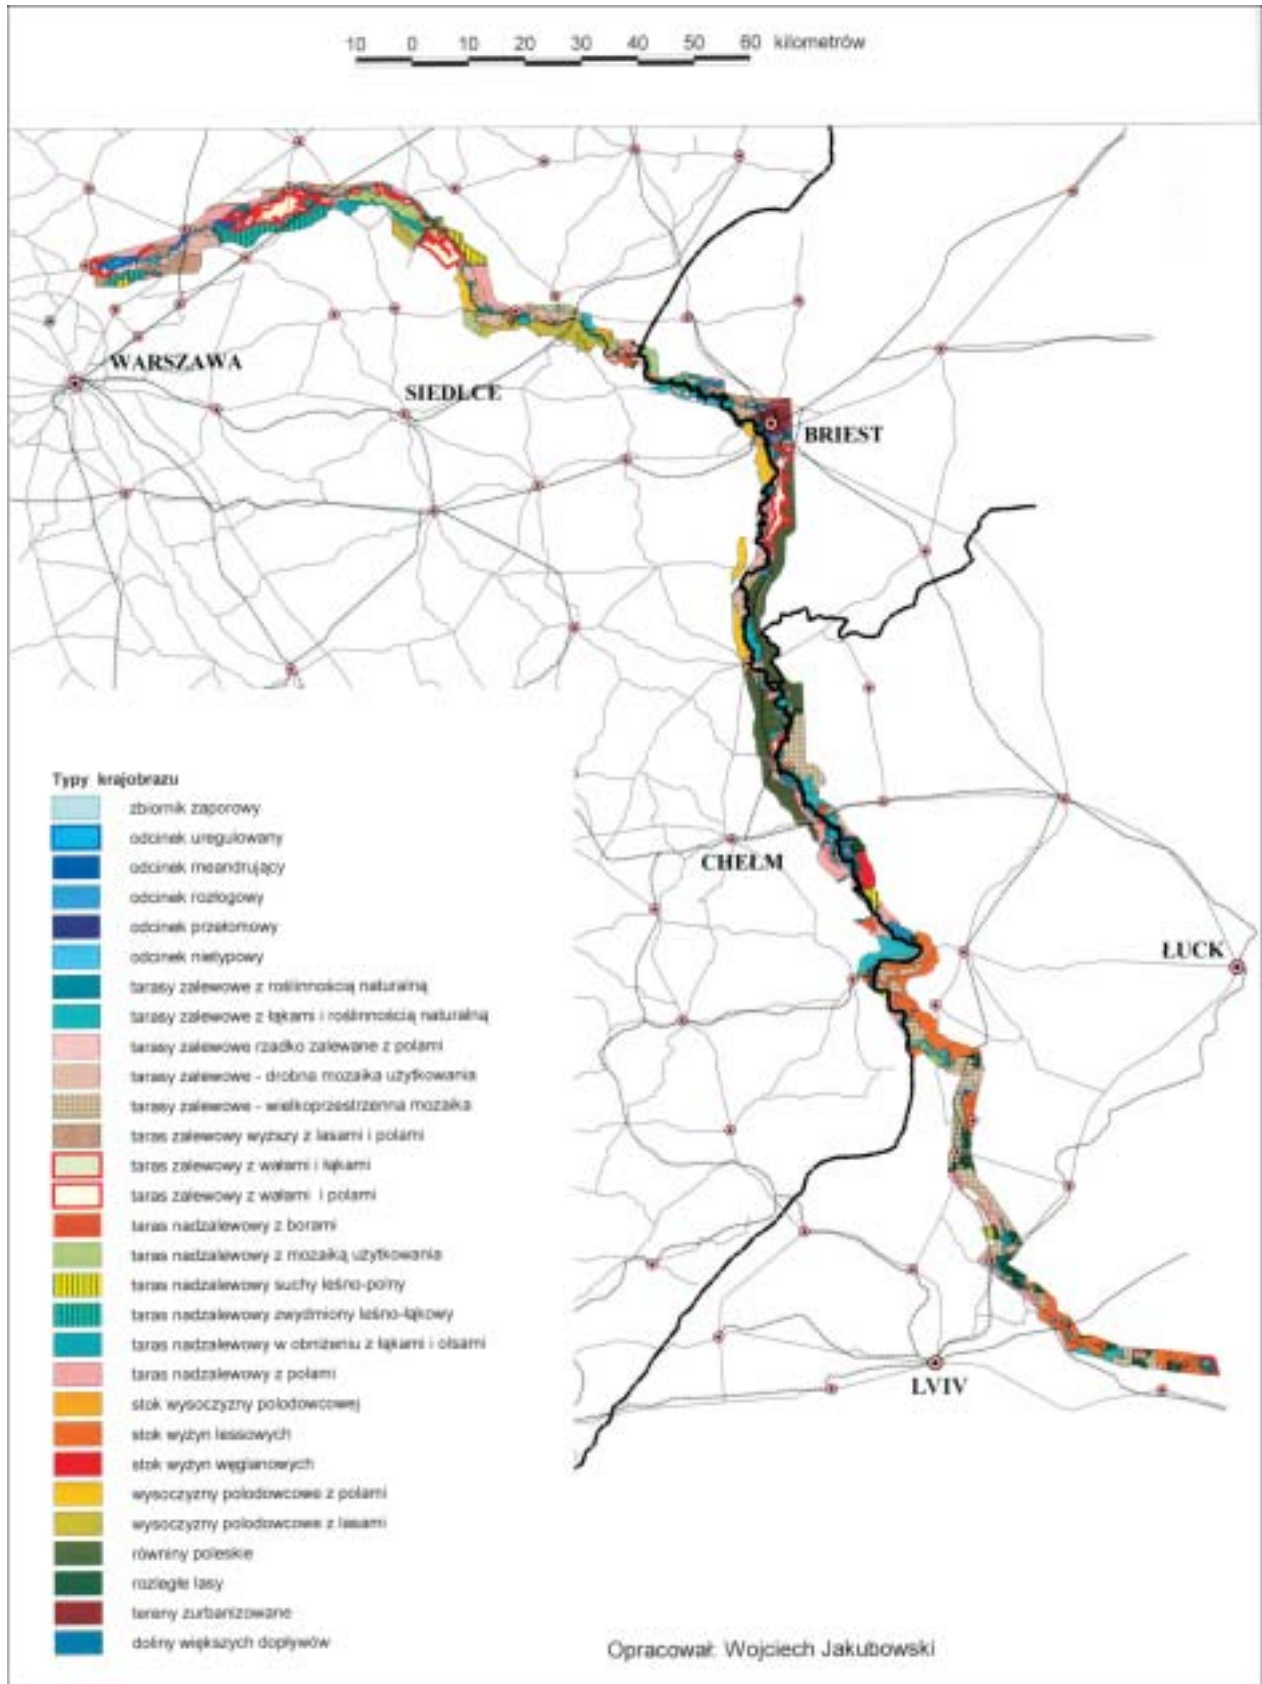 10 0 10 20 30 40 50 60 kilometrów
WARSZAWA
SIEDLCE
BRIEST
CHEŁM
ŁUCK
LVIV
Typy krajobrazu
zbiornik zaporowy
odcinek uregulowany
odcinek meandrujący
odcinek rozłogowy
odcinek przełomowy
odcinek nietypowy
tarasy zalewowe z roślinnością naturalną
tarasy zalewowe z łąkami i roślinnością naturalną
tarasy zalewowe rzadko zalewane z polami
tarasy zalewowe - drobna mozaika użytkowania
tarasy zalewowe - wielkoprzestrzenna mozaika
taras zalewowy wyższy z lasami i polami
taras zalewowy z wałami i łąkami
taras zalewowy z wałami i polami
taras nadzalewowy z borami
taras nadzalewowy z mozaiką użytkowania
taras nadzalewowy suchy leśno-polny
taras nadzalewowy zwydmiony leśno-łąkowy
taras nadzalewowy w obniżeniu z łąkami i olsami
taras nadzalewowy z polami
stok wysoczyzny polodowcowej
stok wyżyn lessowych
stok wyżyn węglanowych
wysoczyzny polodowcowe z polami
wysoczyzny polodowcowe z lasami
równiny poleskie
rozległe lasy
tereny zurbanizowane
doliny większych dopływów
Opracował: Wojciech Jakubowski